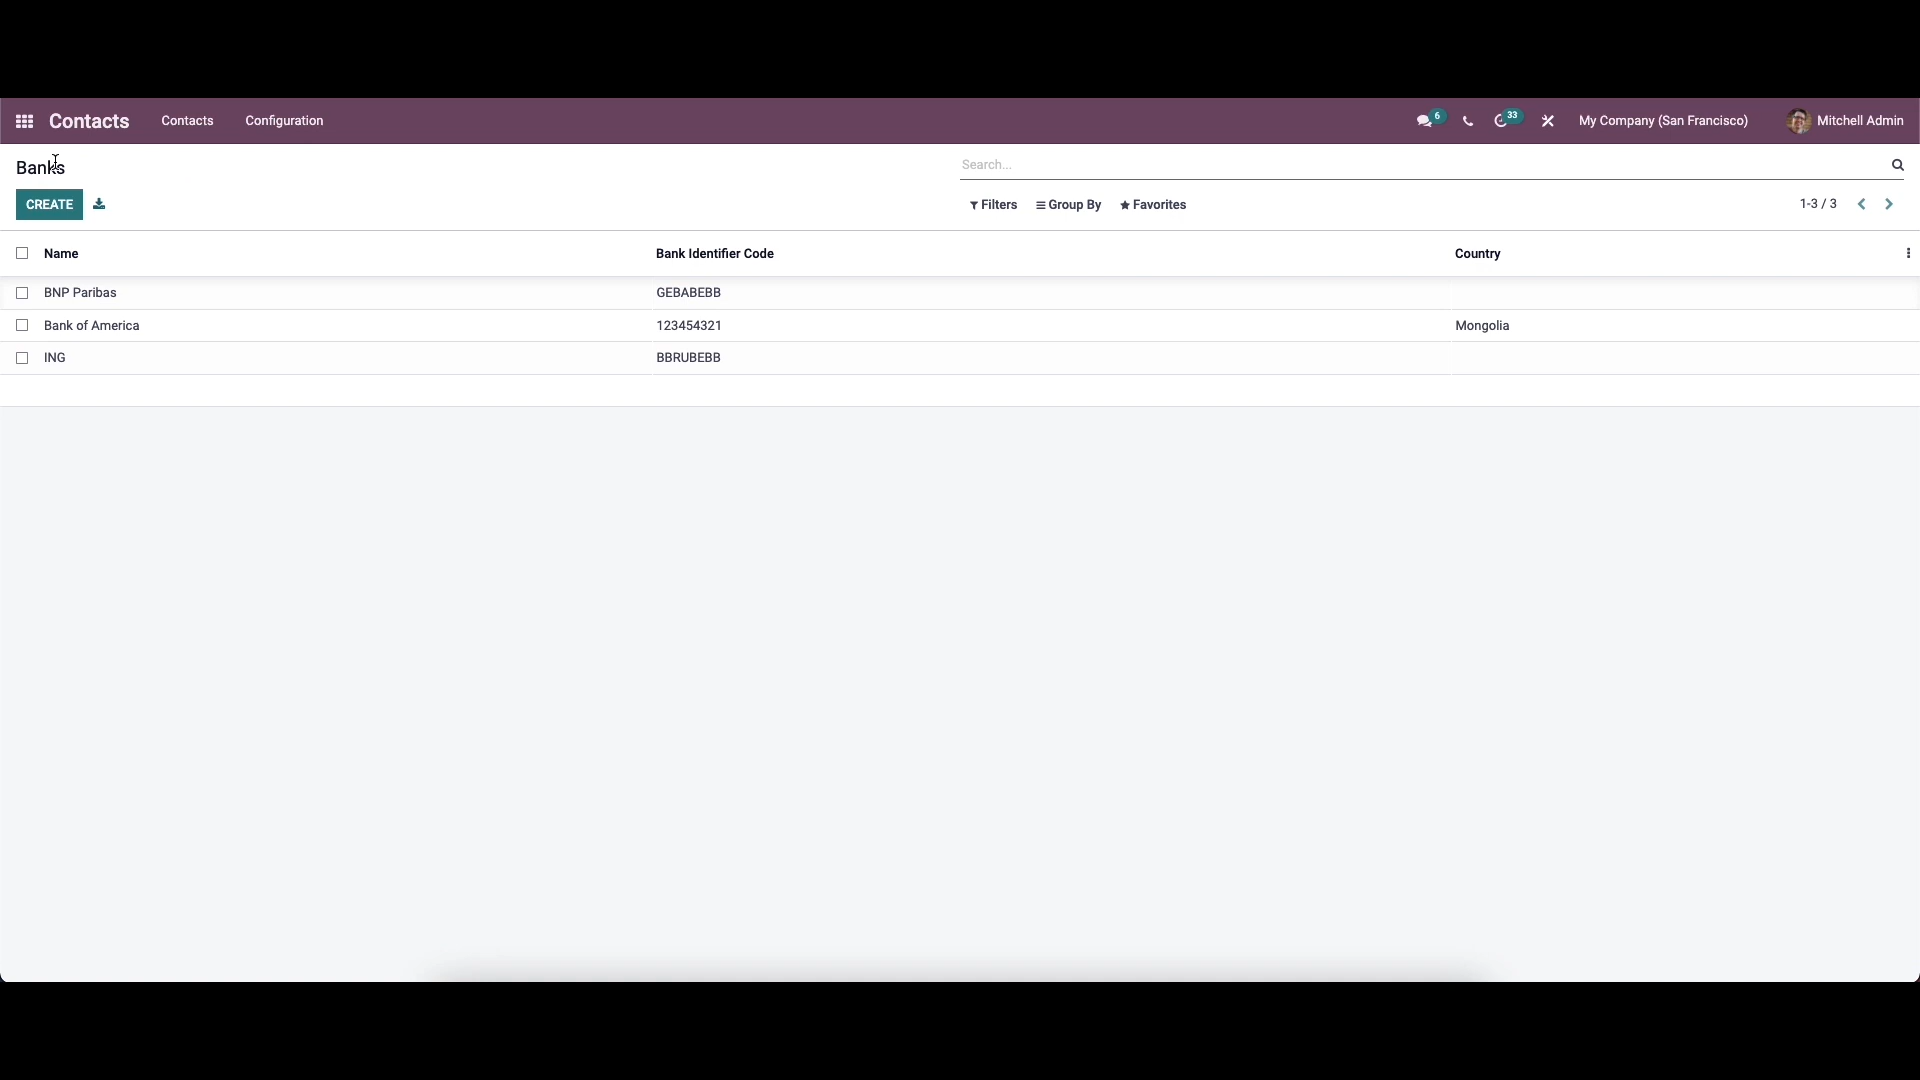 Contacts Contacts Configuration 6 33 My Company (San Francisco) Mitchell Admin
Banks Search...
CREATE Filters Group By Favorites 1-3 / 3
Name Bank Identifier Code Country
BNP Paribas GEBABEBB
Bank of America 123454321 Mongolia
ING BBRUBEBB